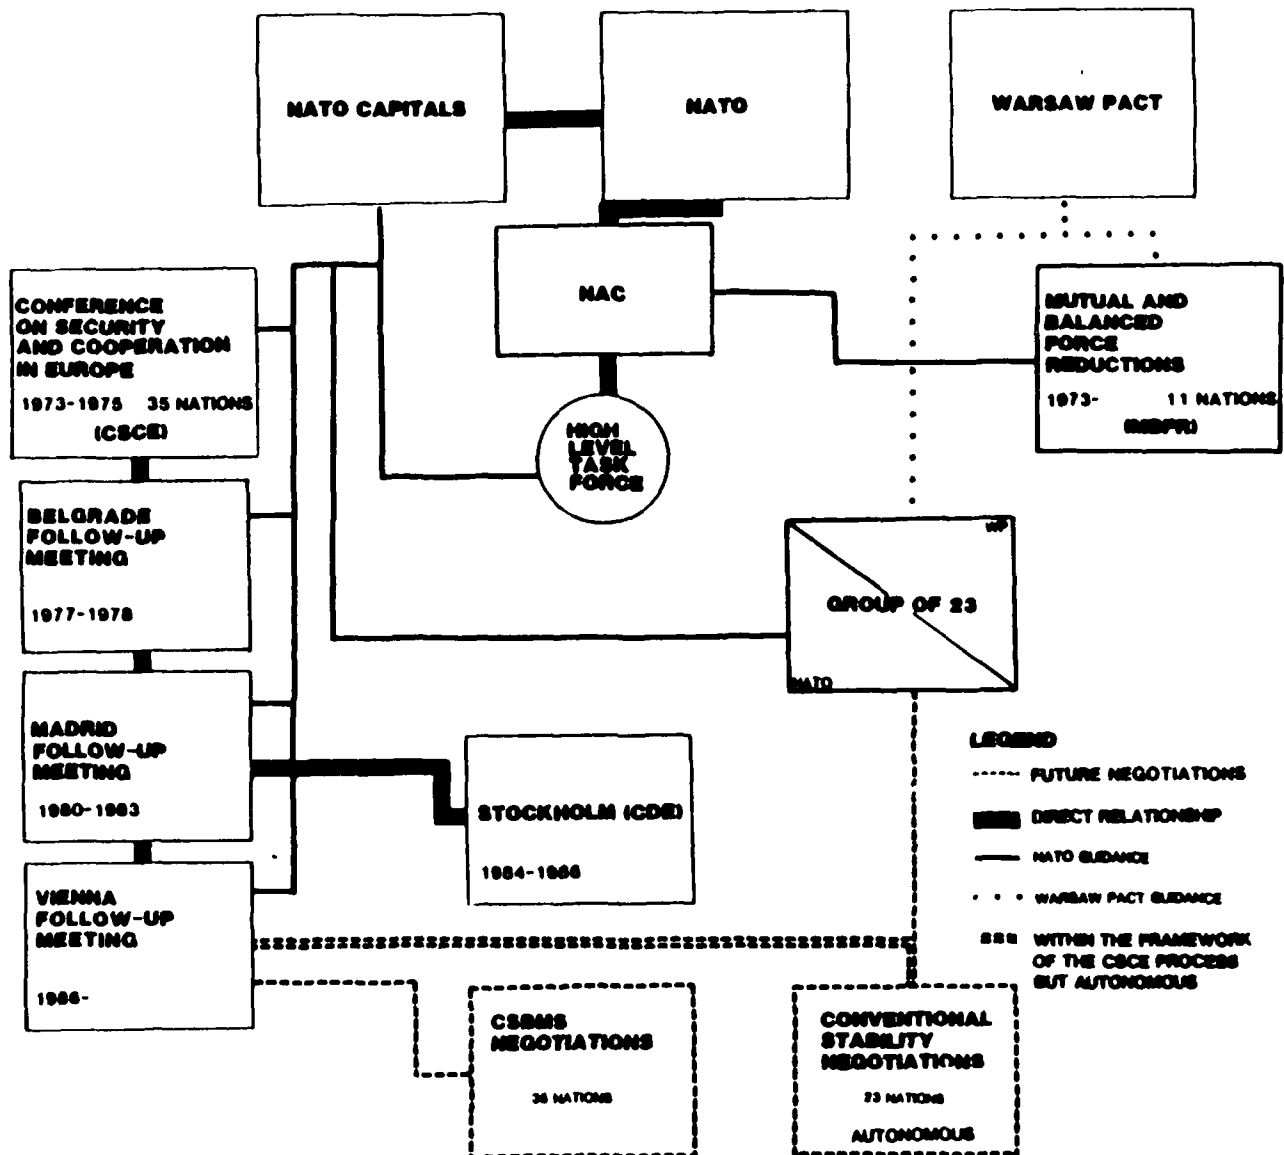 NATO CAPITALS
NATO
WARSAW PACT
NAC
CONFERENCE
ON SECURITY
AND COOPERATION
IN EUROPE
1973-1975 35 NATIONS
(CSCE)
MUTUAL AND
BALANCED
FORCE
REDUCTIONS
1973- 11 NATIONS
(MBFR)
HIGH
LEVEL
TASK
FORCE
BELGRADE
FOLLOW-UP
MEETING
1977-1978
WP
GROUP OF 23
NATO
MADRID
FOLLOW-UP
MEETING
1980-1983
STOCKHOLM (CDE)
1984-1986
VIENNA
FOLLOW-UP
MEETING
1986-
LEGEND
FUTURE NEGOTIATIONS
DIRECT RELATIONSHIP
NATO GUIDANCE
WARSAW PACT GUIDANCE
WITHIN THE FRAMEWORK
OF THE CSCE PROCESS
BUT AUTONOMOUS
CSBMS
NEGOTIATIONS
35 NATIONS
CONVENTIONAL
STABILITY
NEGOTIATIONS
23 NATIONS
AUTONOMOUS